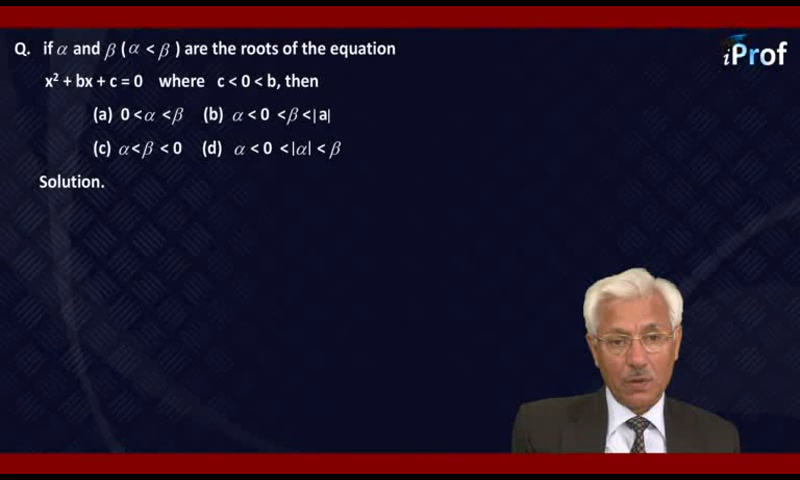 Q. if α and β ( α < β ) are the roots of the equation
iProf
x² + bx + c = 0 where c < 0 < b, then
(a) 0 < α < β (b) α < 0 < β < |a|
(c) α < β < 0 (d) α < 0 < |α| < β
Solution.